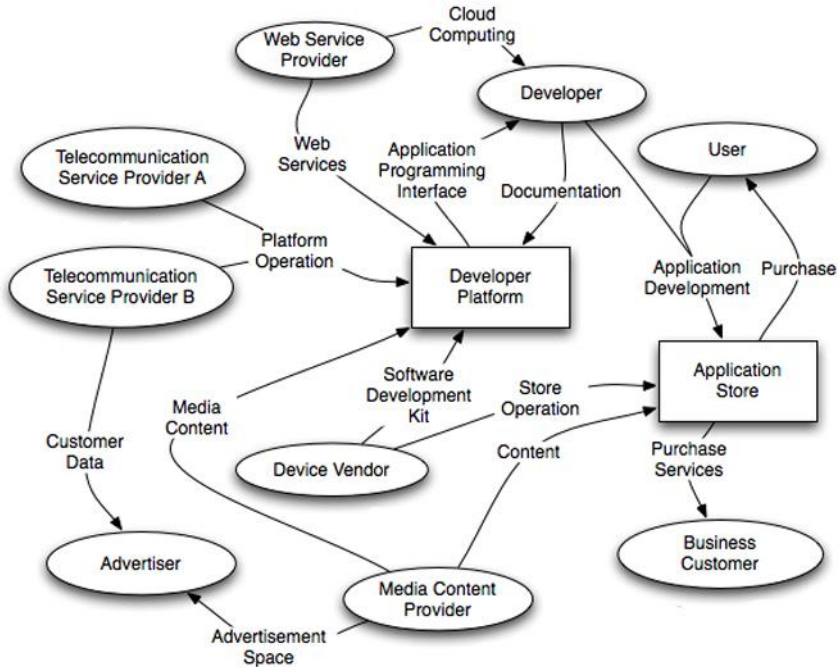 Cloud
Computing
Web Service
Provider
Developer
Telecommunication
Service Provider A
Web
Services
Application
Programming
Interface
Documentation
User
Platform
Operation
Telecommunication
Service Provider B
Developer
Platform
Application
Development
Purchase
Application
Store
Software
Development
Kit
Store
Operation
Media
Content
Customer
Data
Device Vendor
Content
Purchase
Services
Advertiser
Media Content
Provider
Business
Customer
Advertisement
Space